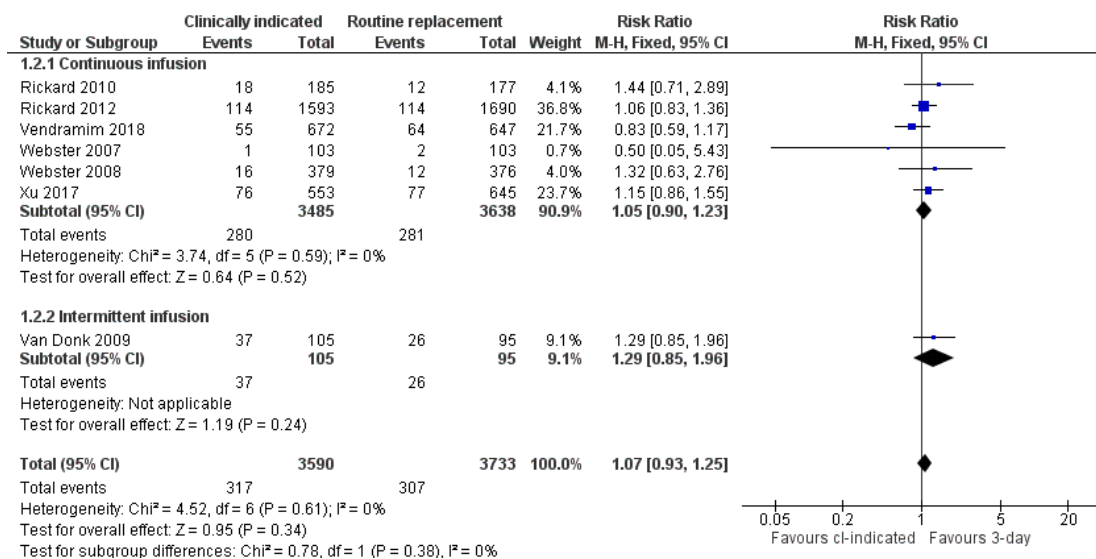 Clinically indicated Routine replacement Risk Ratio Risk Ratio
Study or Subgroup Events Total Events Total Weight M-H, Fixed, 95% CI M-H, Fixed, 95% CI
1.2.1 Continuous infusion
Rickard 2010 18 185 12 177 4.1% 1.44 [0.71, 2.89]
Rickard 2012 114 1593 114 1690 36.8% 1.06 [0.83, 1.36]
Vendramim 2018 55 672 64 647 21.7% 0.83 [0.59, 1.17]
Webster 2007 1 103 2 103 0.7% 0.50 [0.05, 5.43]
Webster 2008 16 379 12 376 4.0% 1.32 [0.63, 2.76]
Xu 2017 76 553 77 645 23.7% 1.15 [0.86, 1.55]
Subtotal (95% CI) 3485 3638 90.9% 1.05 [0.90, 1.23]
Total events 280 281
Heterogeneity: Chi² = 3.74, df = 5 (P = 0.59); I² = 0%
Test for overall effect: Z = 0.64 (P = 0.52)
1.2.2 Intermittent infusion
Van Donk 2009 37 105 26 95 9.1% 1.29 [0.85, 1.96]
Subtotal (95% CI) 105 95 9.1% 1.29 [0.85, 1.96]
Total events 37 26
Heterogeneity: Not applicable
Test for overall effect: Z = 1.19 (P = 0.24)
Total (95% CI) 3590 3733 100.0% 1.07 [0.93, 1.25]
Total events 317 307
Heterogeneity: Chi² = 4.52, df = 6 (P = 0.61); I² = 0%
Test for overall effect: Z = 0.95 (P = 0.34)
Test for subgroup differences: Chi² = 0.78, df = 1 (P = 0.38), I² = 0%
0.05 0.2 1 5 20
Favours cl-indicated Favours 3-day